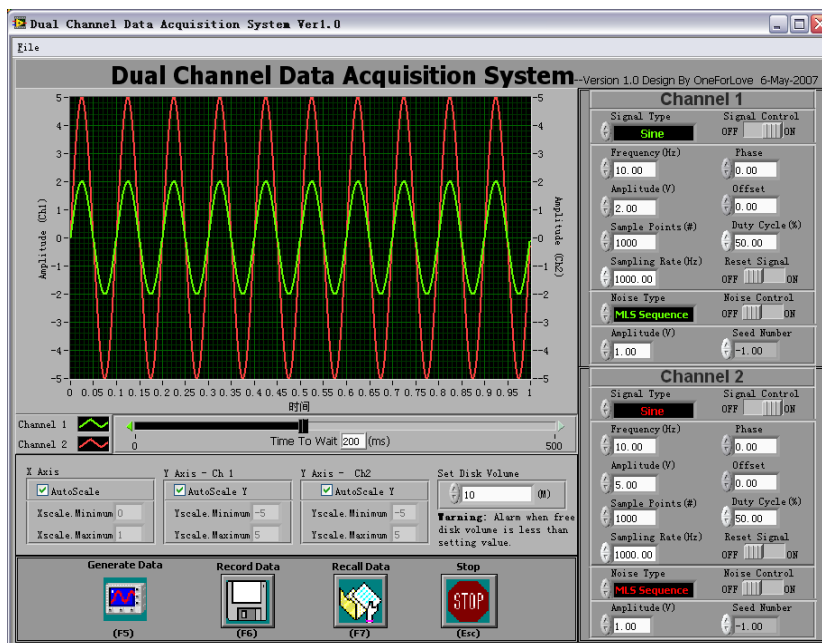 Dual Channel Data Acquisition System Ver1.0
File
Dual Channel Data Acquisition System--Version 1.0 Design By OneForLove 6-May-2007
Amplitude (Ch1)
5
4
3
2
1
0
-1
-2
-3
-4
-5
Amplitude (Ch2)
-5
-4
-3
-2
-1
-0
--1
--2
--3
--4
--5
0 0.05 0.1 0.15 0.2 0.25 0.3 0.35 0.4 0.45 0.5 0.55 0.6 0.65 0.7 0.75 0.8 0.85 0.9 0.95 1
时间
Channel 1
Channel 2
0 Time To Wait 200 (ms) 500
X Axis
AutoScale
Xscale.Minimum 0
Xscale.Maximum 1
Y Axis - Ch 1
AutoScale Y
Yscale.Minimum -5
Yscale.Maximum 5
Y Axis - Ch2
AutoScale Y
Yscale.Minimum -5
Yscale.Maximum 5
Set Disk Volume
10 (M)
Warning: Alarm when free
disk volume is less than
setting value.
Generate Data
(F5)
Record Data
(F6)
Recall Data
(F7)
Stop
STOP
(Esc)
Channel 1
Signal Type Signal Control
Sine OFF ON
Frequency(Hz) Phase
10.00 0.00
Amplitude(V) Offset
2.00 0.00
Sample Points(#) Duty Cycle(%)
1000 50.00
Sampling Rate(Hz) Reset Signal
1000.00 OFF ON
Noise Type Noise Control
MLS Sequence OFF ON
Amplitude(V) Seed Number
1.00 -1.00
Channel 2
Signal Type Signal Control
Sine OFF ON
Frequency(Hz) Phase
10.00 0.00
Amplitude(V) Offset
5.00 0.00
Sample Points(#) Duty Cycle(%)
1000 50.00
Sampling Rate(Hz) Reset Signal
1000.00 OFF ON
Noise Type Noise Control
MLS Sequence OFF ON
Amplitude(V) Seed Number
1.00 -1.00